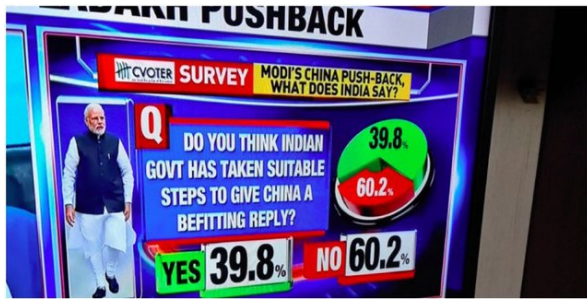 PUSHBACK
CVOTER SURVEY
MODI'S CHINA PUSH-BACK,
WHAT DOES INDIA SAY?
Q
DO YOU THINK INDIAN
GOVT HAS TAKEN SUITABLE
STEPS TO GIVE CHINA A
BEFITTING REPLY?
39.8%
60.2%
YES 39.8%
NO 60.2%